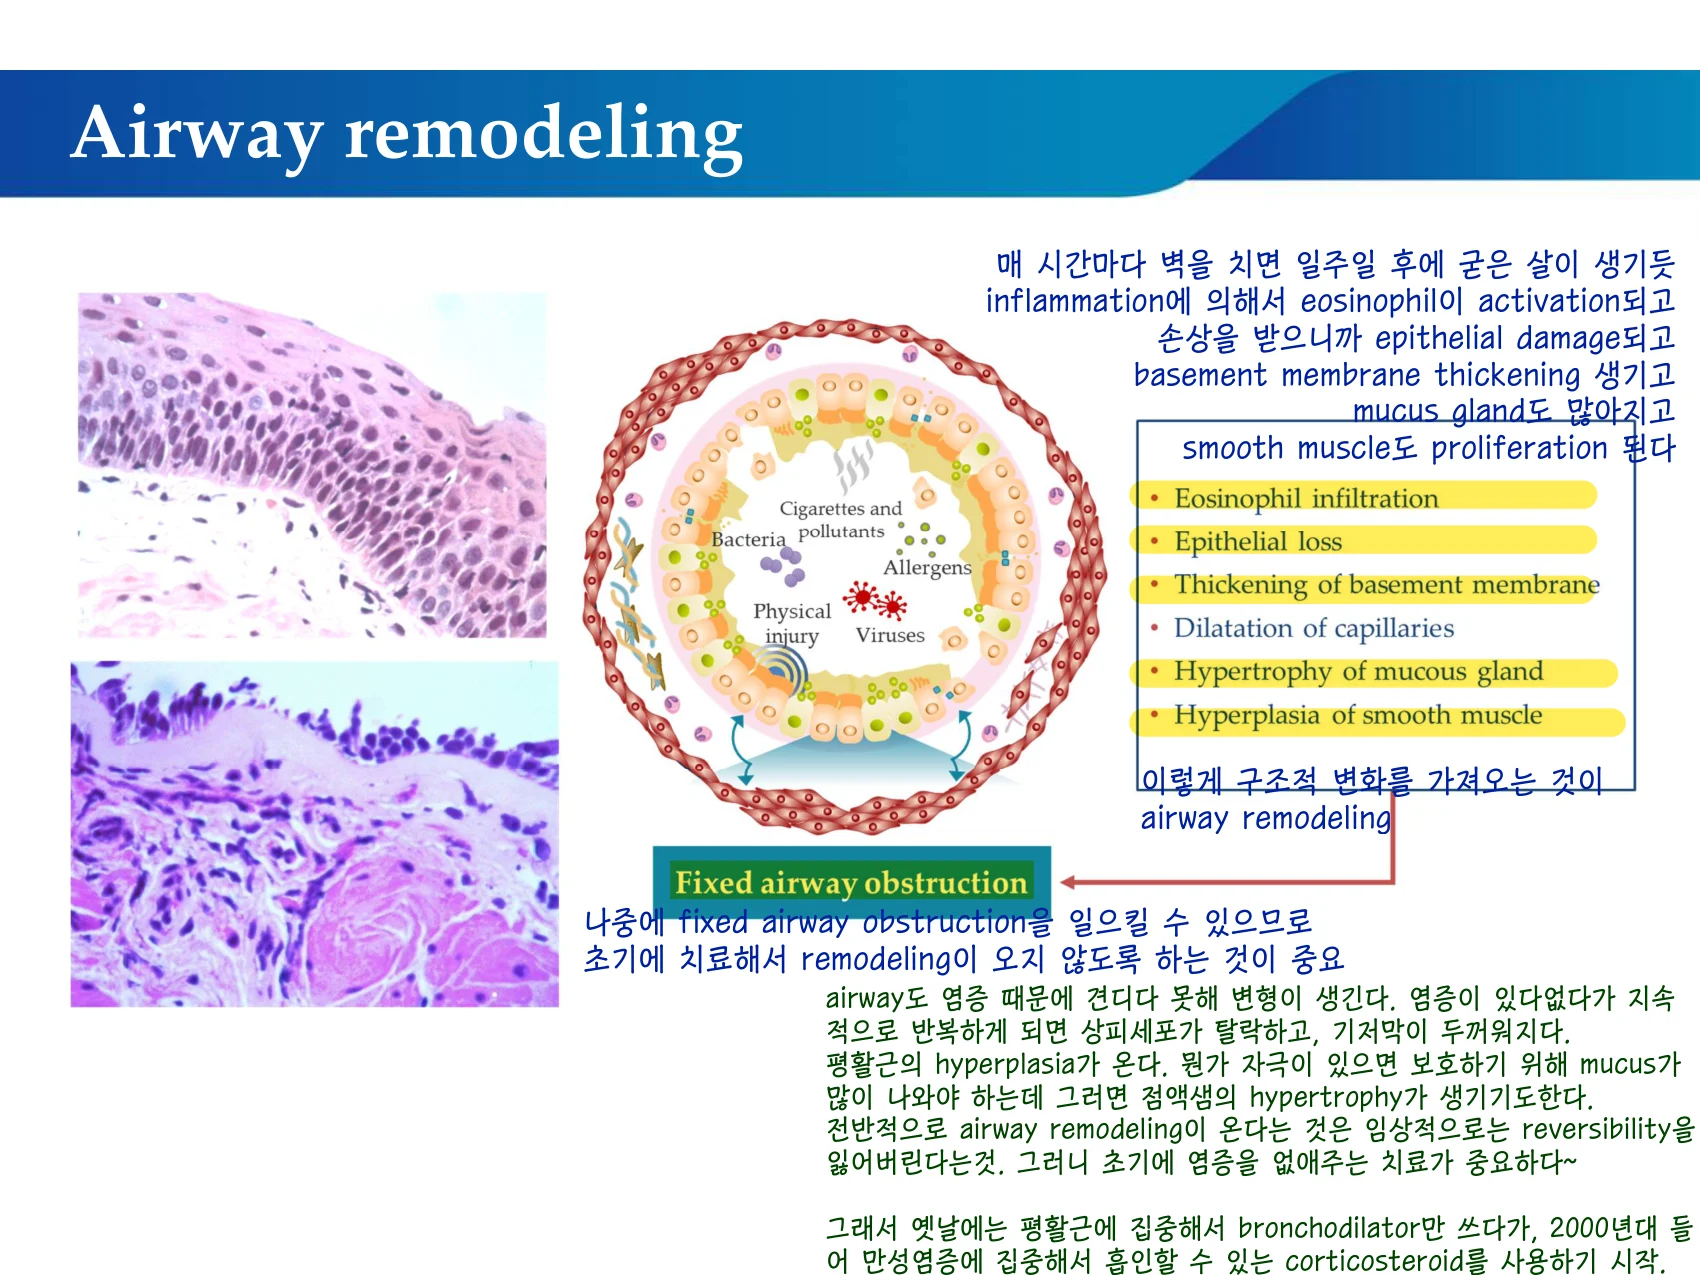 Airway remodeling
매 시간마다 벽을 치면 일주일 후에 굳은 살이 생기듯
inflammation에 의해서 eosinophil이 activation되고
손상을 받으니까 epithelial damage되고
basement membrane thickening 생기고
mucus gland도 많아지고
smooth muscle도 proliferation 된다
Cigarettes and
pollutants
Bacteria
Allergens
Physical
injury
Viruses
• Eosinophil infiltration
• Epithelial loss
• Thickening of basement membrane
• Dilatation of capillaries
• Hypertrophy of mucous gland
• Hyperplasia of smooth muscle
이렇게 구조적 변화를 가져오는 것이
airway remodeling
Fixed airway obstruction
나중에 fixed airway obstruction을 일으킬 수 있으므로
초기에 치료해서 remodeling이 오지 않도록 하는 것이 중요
airway도 염증 때문에 견디다 못해 변형이 생긴다. 염증이 있다없다가 지속
적으로 반복하게 되면 상피세포가 탈락하고, 기저막이 두꺼워지다.
평활근의 hyperplasia가 온다. 뭔가 자극이 있으면 보호하기 위해 mucus가
많이 나와야 하는데 그러면 점액샘의 hypertrophy가 생기기도한다.
전반적으로 airway remodeling이 온다는 것은 임상적으로는 reversibility을
잃어버린다는것. 그러니 초기에 염증을 없애주는 치료가 중요하다~
그래서 옛날에는 평활근에 집중해서 bronchodilator만 쓰다가, 2000년대 들
어 만성염증에 집중해서 흡인할 수 있는 corticosteroid를 사용하기 시작.